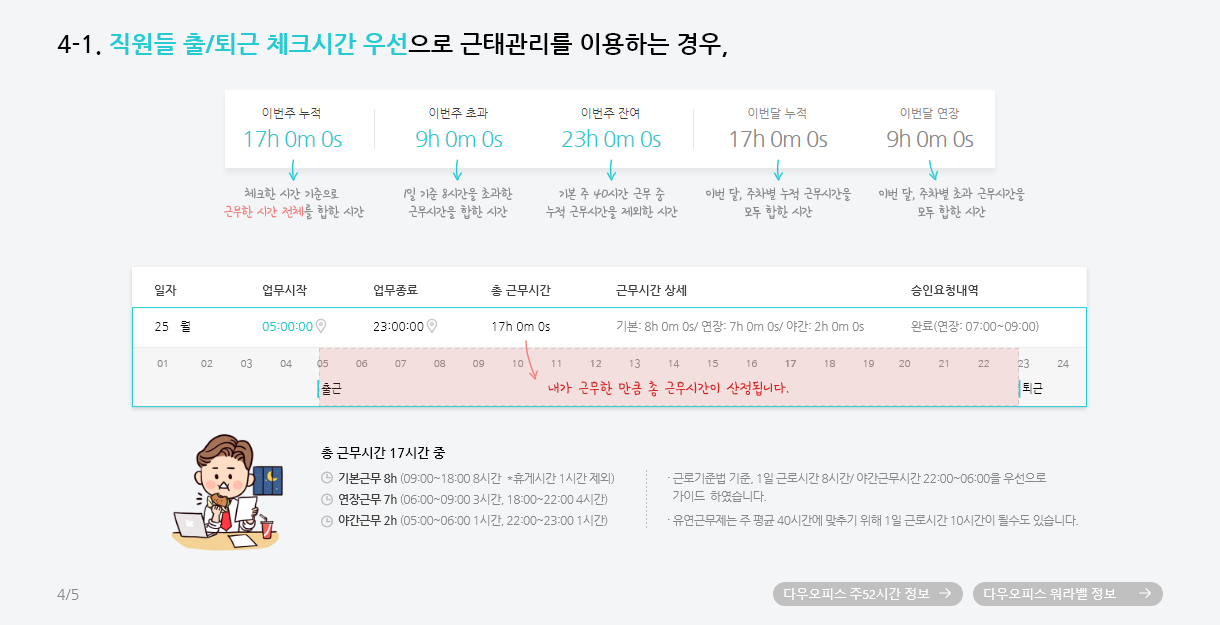 4-1. 직원들 출/퇴근 체크시간 우선으로 근태관리를 이용하는 경우,
이번주 누적 이번주 초과 이번주 잔여 이번달 누적 이번달 연장
17h 0m 0s 9h 0m 0s 23h 0m 0s 17h 0m 0s 9h 0m 0s
체크한 시간 기준으로 1일 기준 8시간을 초과한 기본 주 40시간 근무 중 이번 달, 주차별 누적 근무시간을 이번 달, 주차별 초과 근무시간을
근무한 시간 전체를 합한 시간 근무시간을 합한 시간 누적 근무시간을 제외한 시간 모두 합한 시간 모두 합한 시간
일자 업무시작 업무종료 총 근무시간 근무시간 상세 승인요청내역
25 월 05:00:00 23:00:00 17h 0m 0s 기본: 8h 0m 0s/ 연장: 7h 0m 0s/ 야간: 2h 0m 0s 완료(연장: 07:00~09:00)
01 02 03 04 05 06 07 08 09 10 11 12 13 14 15 16 17 18 19 20 21 22 23 24
출근 내가 근무한 만큼 총 근무시간이 산정됩니다. 퇴근
총 근무시간 17시간 중
기본근무 8h (09:00~18:00 8시간 *휴게시간 1시간 제외)
연장근무 7h (06:00~09:00 3시간, 18:00~22:00 4시간)
야간근무 2h (05:00~06:00 1시간, 22:00~23:00 1시간)
· 근로기준법 기준, 1일 근로시간 8시간/ 야간근무시간 22:00~06:00을 우선으로
가이드 하였습니다.
· 유연근무제는 주 평균 40시간에 맞추기 위해 1일 근로시간 10시간이 될수도 있습니다.
4/5 다우오피스 주52시간 정보 → 다우오피스 워라밸 정보 →